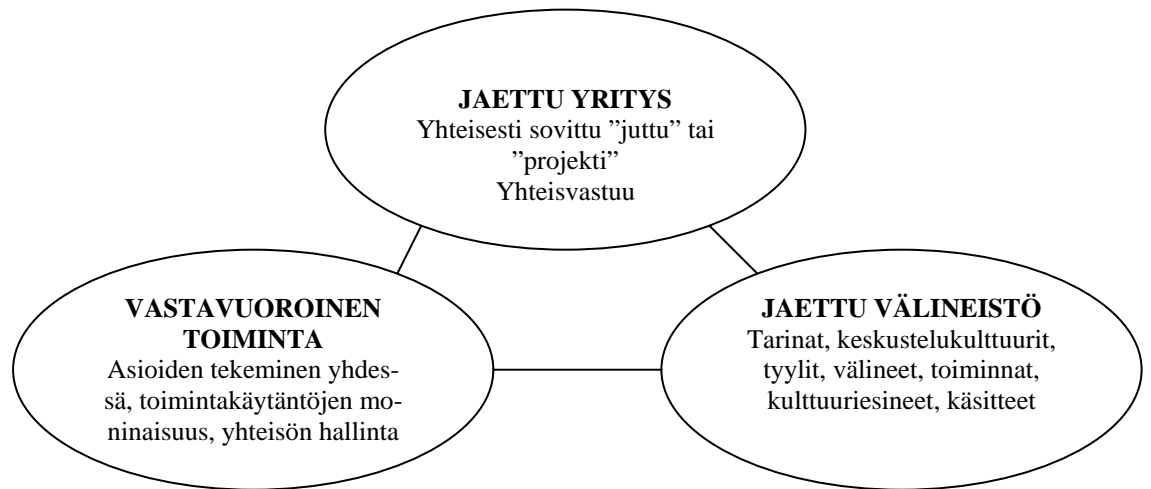 JAETTU YRITYS
Yhteisesti sovittu ”juttu” tai
”projekti”
Yhteisvastuu
VASTAVUOROINEN
TOIMINTA
Asioiden tekeminen yhdes-
sä, toimintakäytäntöjen mo-
ninaisuus, yhteisön hallinta
JAETTU VÄLINEISTÖ
Tarinat, keskustelukulttuurit,
tyylit, välineet, toiminnat,
kulttuuriesineet, käsitteet